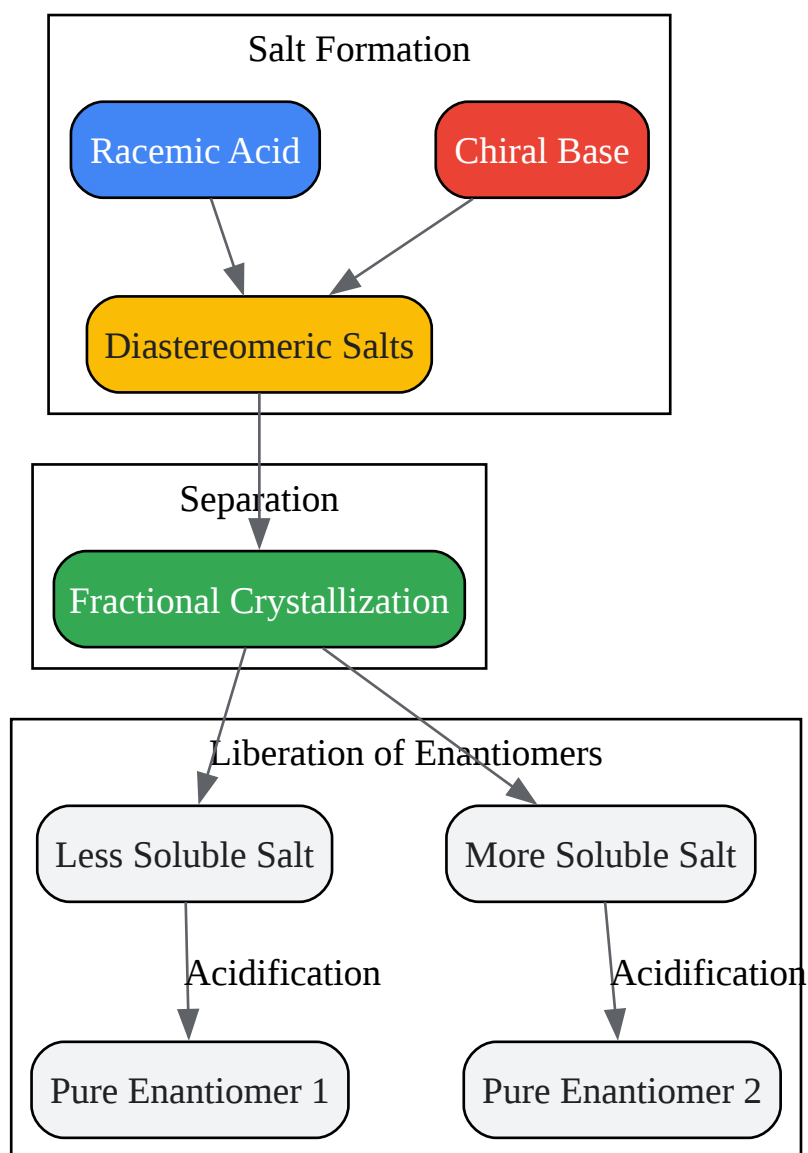 Salt Formation
Racemic Acid
Chiral Base
Diastereomeric Salts
Separation
Fractional Crystallization
Liberation of Enantiomers
Less Soluble Salt
More Soluble Salt
Acidification
Acidification
Pure Enantiomer 1
Pure Enantiomer 2